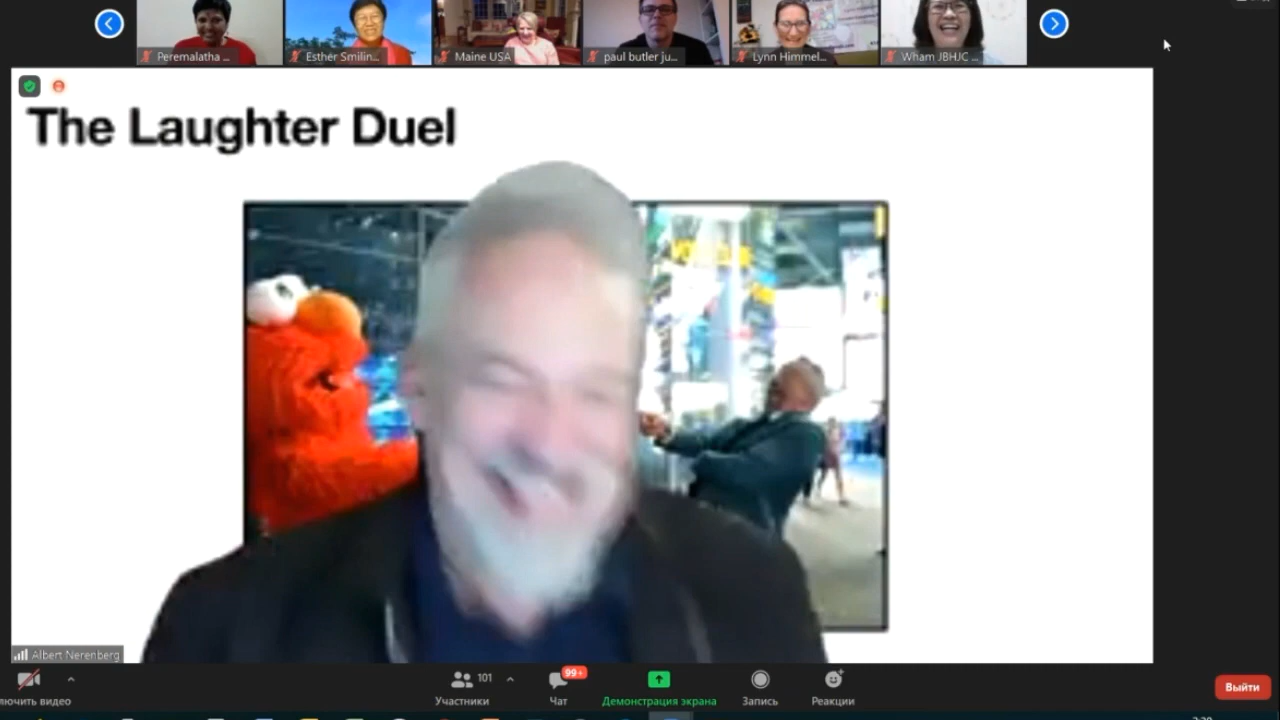 Peremalatha ...
Esther Smilin...
Maine USA
paul butler ju...
Lynn Himmel...
Wham JBHJC ...
The Laughter Duel
Albert Nerenberg
лючить видео
101
Участники
99+
Чат
Демонстрация экрана
Запись
Реакции
Выйти